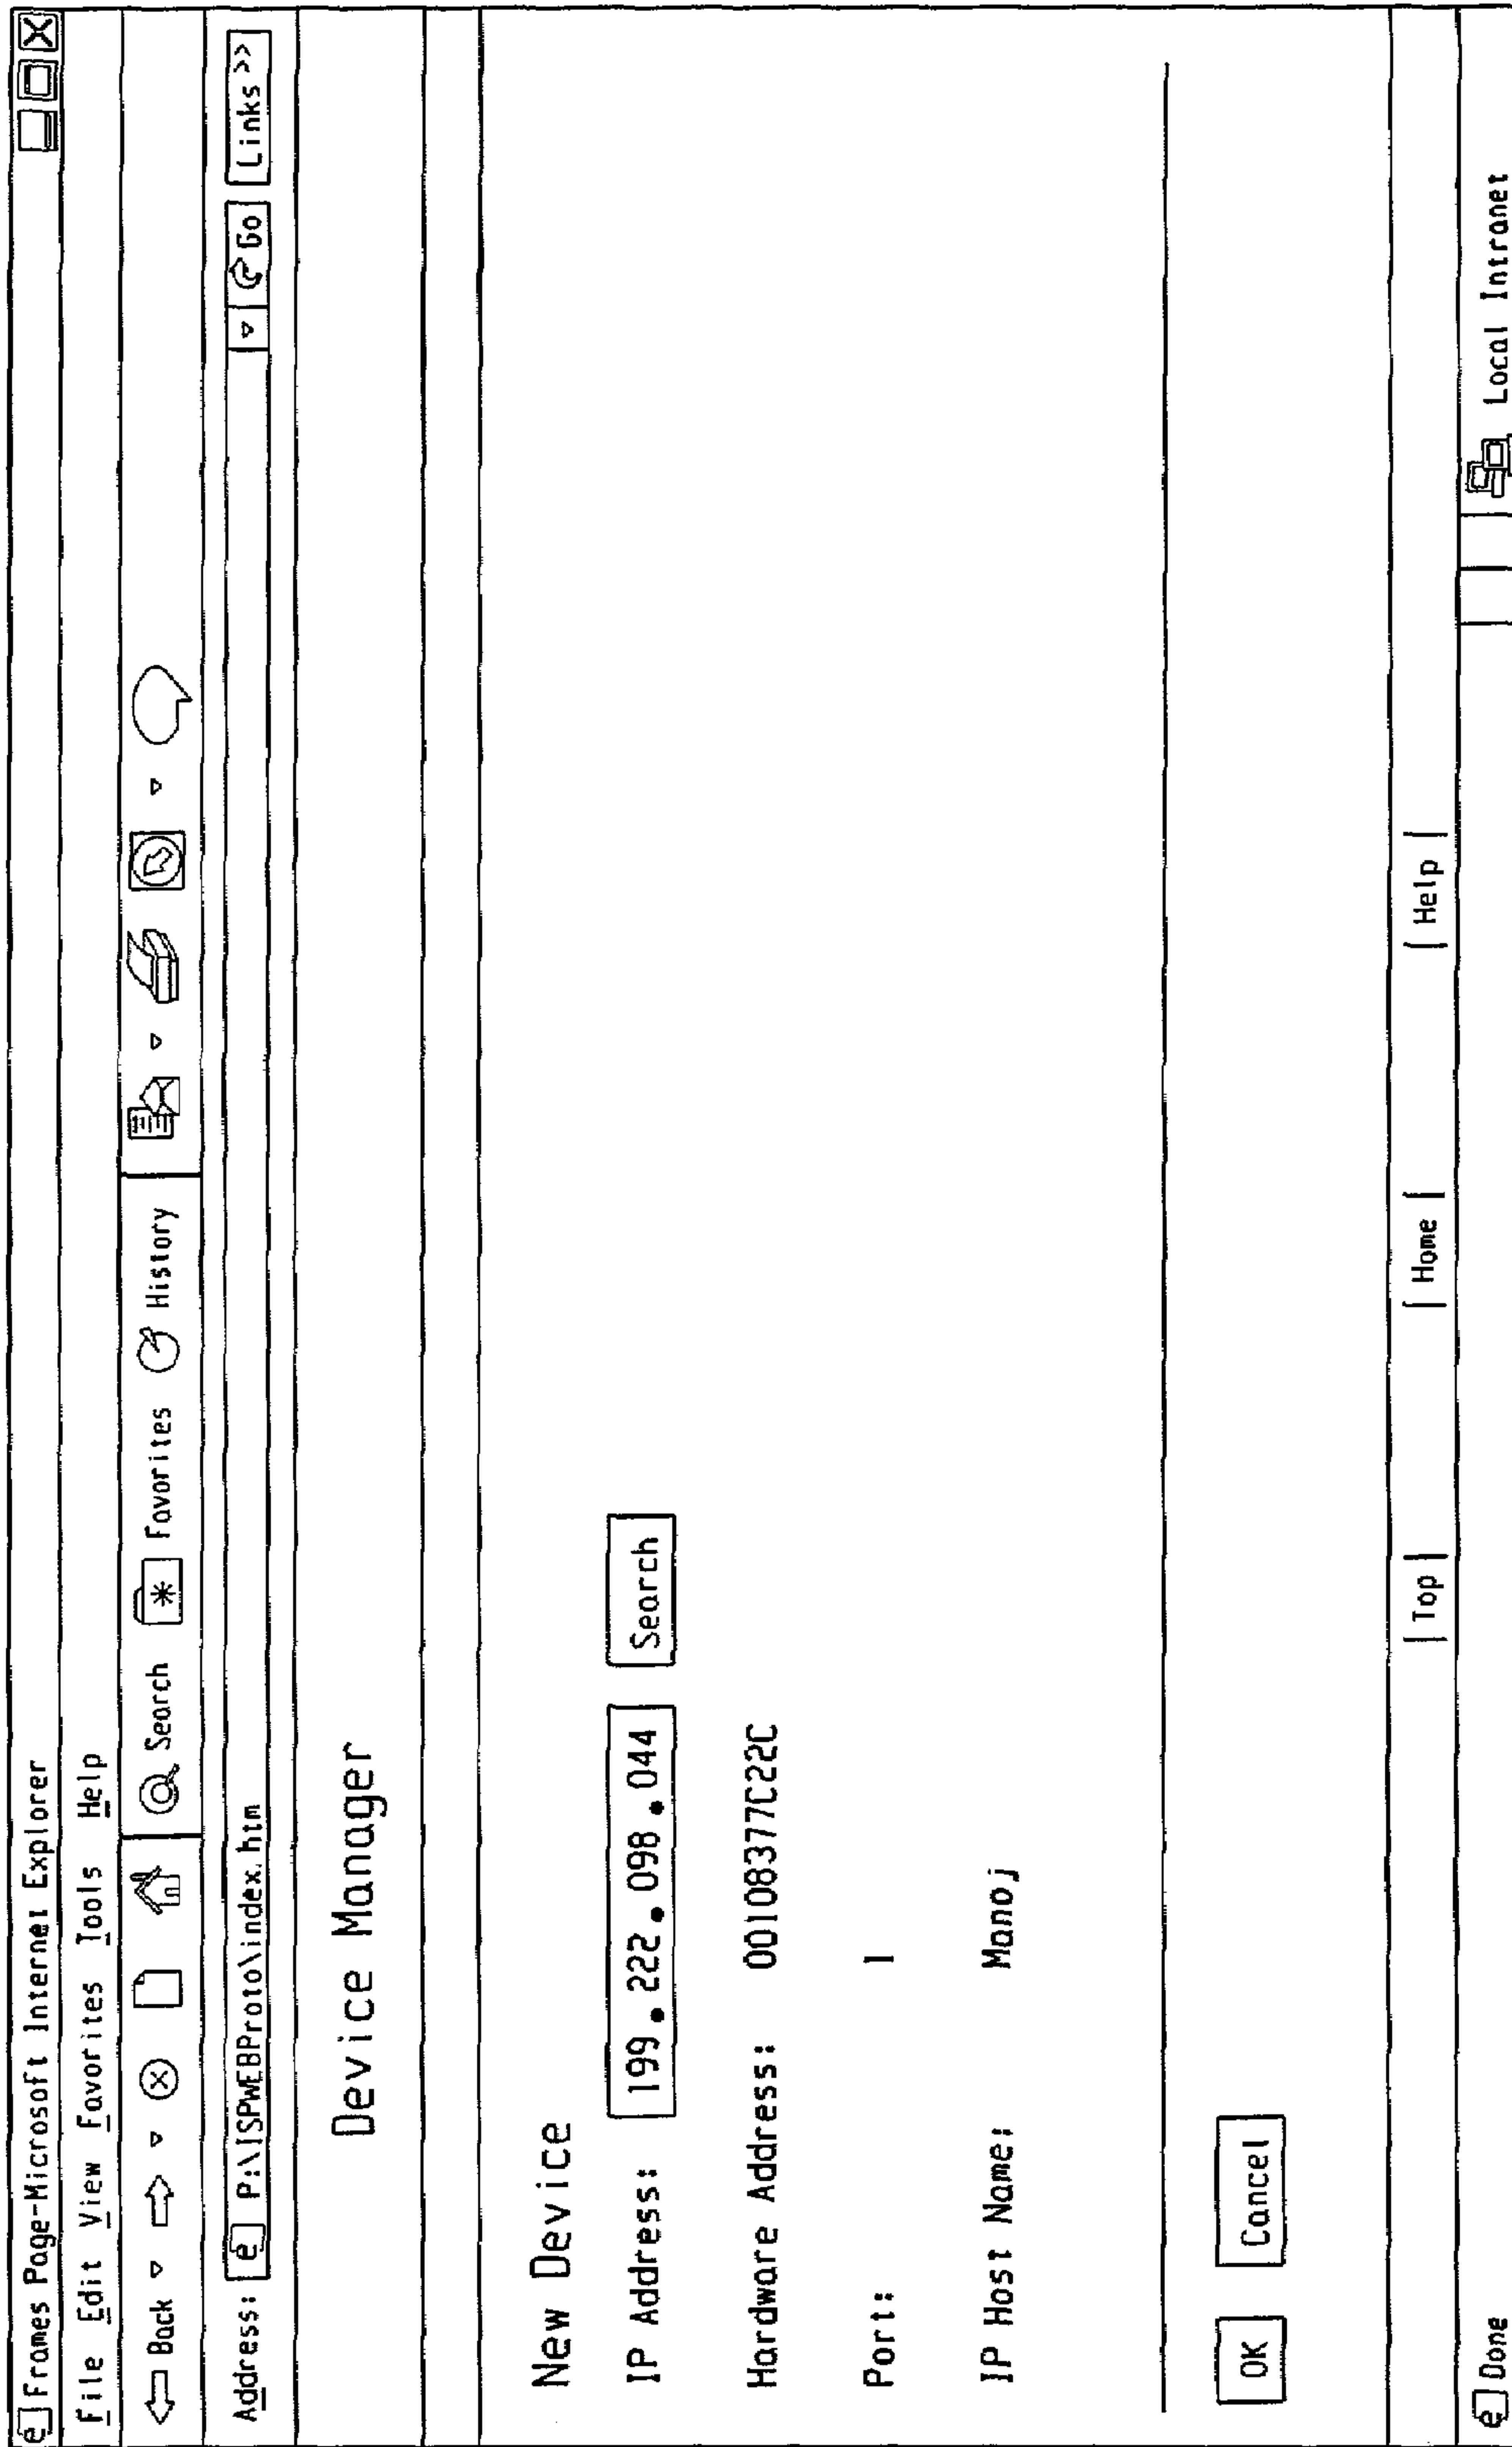 Frames Page-Microsoft Internet Explorer
File Edit View Favorites Tools Help
Back Search Favorites History
Address: P:\ISPWEBProto\index.htm Go Links >>
Device Manager
New Device
IP Address: 199.222.098.044 Search
Hardware Address: 00108377C22C
Port: 1
IP Host Name: Manoj
OK Cancel
Top Home Help
Done Local Intranet